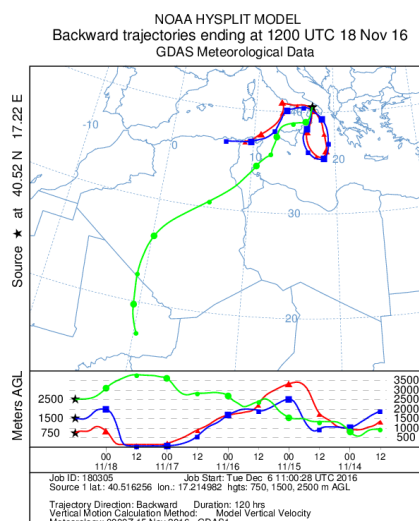 NOAA HYSPLIT MODEL
Backward trajectories ending at 1200 UTC 18 Nov 16
GDAS Meteorological Data
Source ★ at 40.52 N 17.22 E
-10
0
10
20
30
20
Meters AGL
2500
1500
750
3500
3000
2500
2000
1500
1000
500
00 12 00 12 00 12 00 12 00 12
11/18 11/17 11/16 11/15 11/14
Job ID: 180305 Job Start: Tue Dec 6 11:00:28 UTC 2016
Source 1 lat.: 40.516256 lon.: 17.214982 hgts: 750, 1500, 2500 m AGL
Trajectory Direction: Backward Duration: 120 hrs
Vertical Motion Calculation Method: Model Vertical Velocity